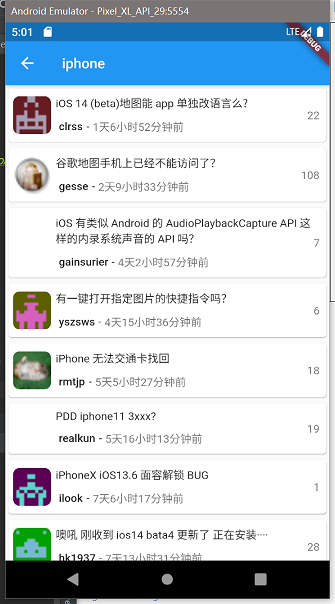 Android Emulator - Pixel_XL_API_29:5554
5:01 LTE
DEBUG
iphone
iOS 14 (beta)地图能 app 单独改语言么?
22
clrss - 1天6小时52分钟前
谷歌地图手机上已经不能访问了?
108
gesse - 2天9小时33分钟前
iOS 有类似 Android 的 AudioPlaybackCapture API 这
样的内录系统声音的 API 吗?
7
gainsurier - 4天2小时57分钟前
有一键打开指定图片的快捷指令吗?
6
yszsws - 4天15小时36分钟前
iPhone 无法交通卡找回
18
rmtjp - 5天5小时27分钟前
PDD iphone11 3xxx?
19
realkun - 5天16小时13分钟前
iPhoneX iOS13.6 面容解锁 BUG
1
ilook - 7天6小时17分钟前
噢吼 刚收到 ios14 bata4 更新了 正在安装····
28
hk1937 - 7天13小时31分钟前